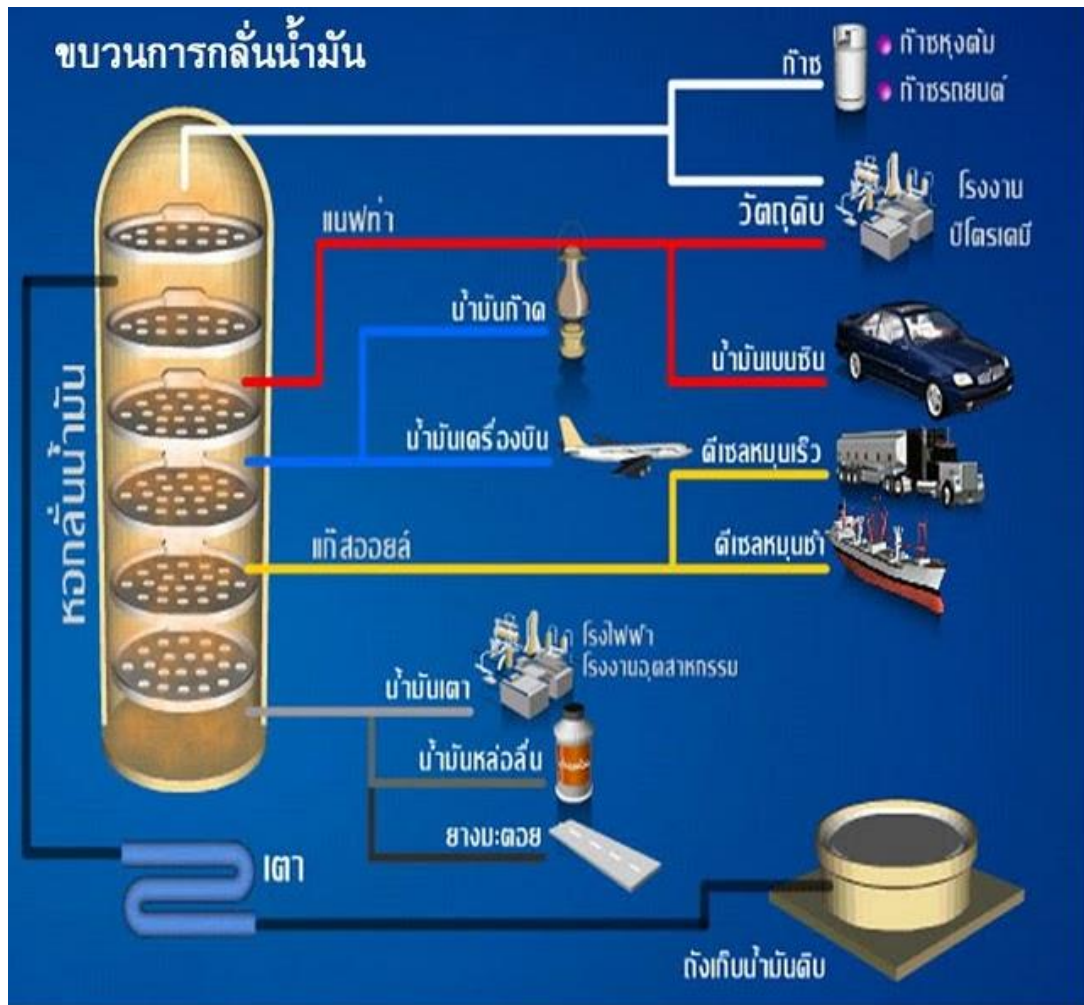 ขบวนการกลั่นน้ำมัน
ก๊าซ
ก๊าซหุงต้ม
ก๊าซรถยนต์
วัตถุดิบ
โรงงาน
ปิโตรเคมี
แนฟท่า
น้ำมันก๊าด
น้ำมันเบนซิน
หอกลั่นน้ำมัน
น้ำมันเครื่องบิน
ดีเซลหมุนเร็ว
แก๊สออยล์
ดีเซลหมุนช้า
โรงไฟฟ้า
โรงงานอุตสาหกรรม
น้ำมันเตา
น้ำมันหล่อลื่น
ยางมะตอย
เตา
ถังเก็บน้ำมันดิบ